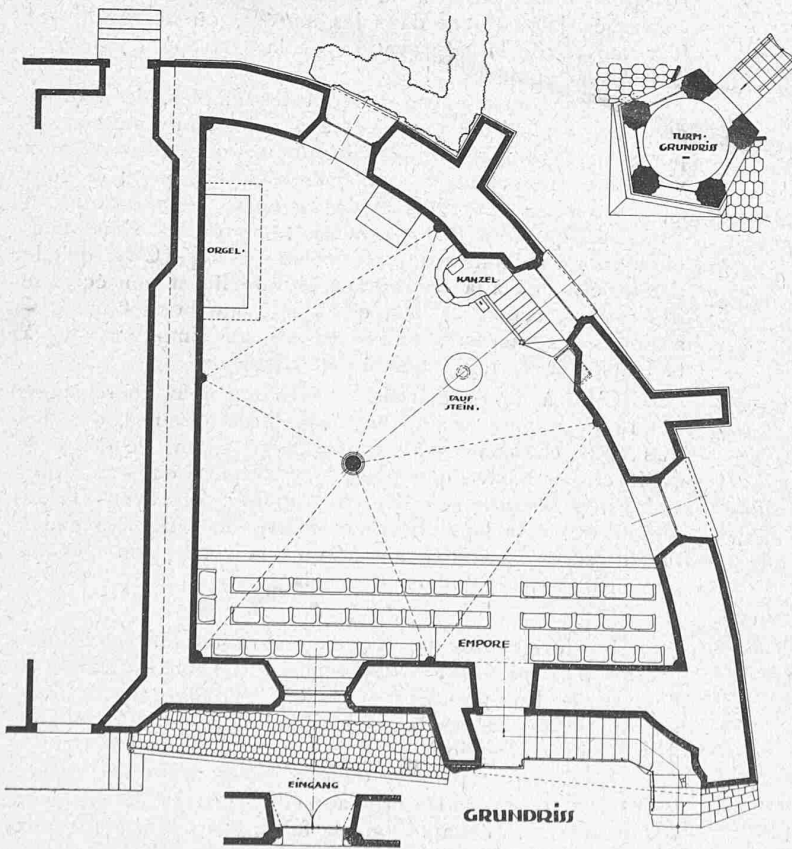 TURM·
GRUNDRISS
ORGEL·
KANZEL·
TAUF
STEIN.
EMPORE
EINGANG
GRUNDRISS